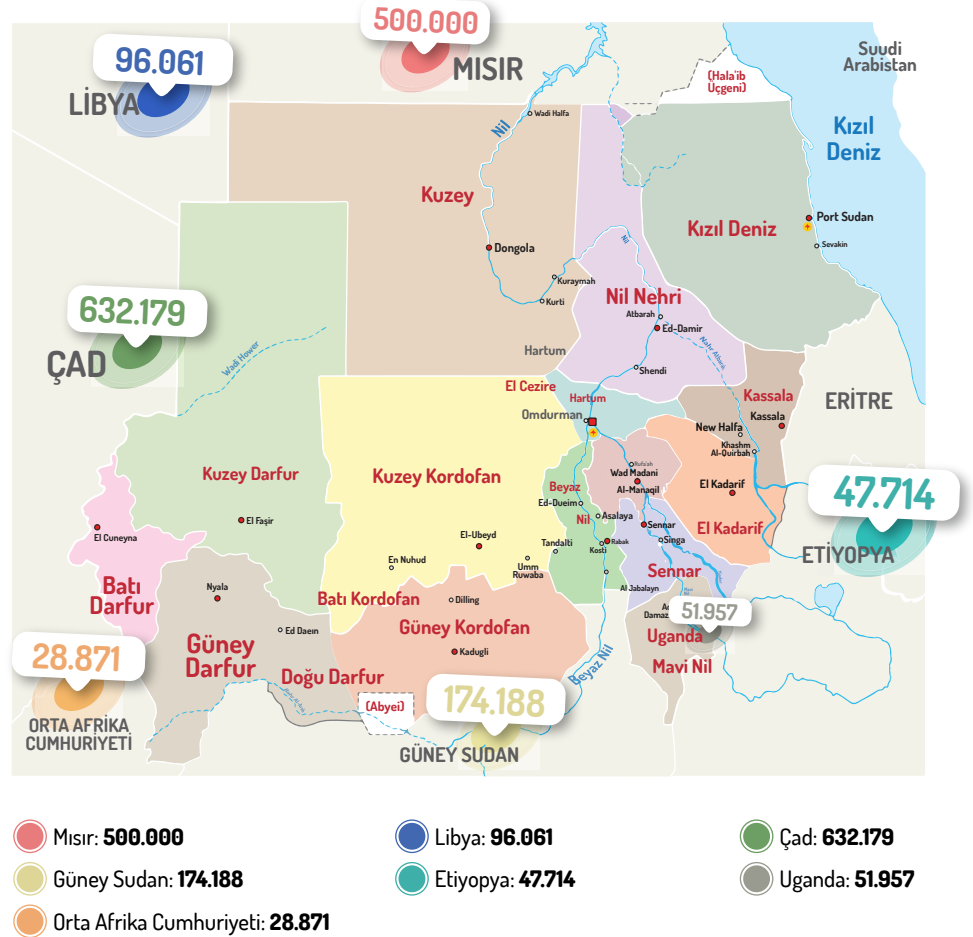 500.000
MISIR
96.061
LİBYA
Suudi
Arabistan
(Hala'ib
Üçgeni)
Kızıl
Deniz
Wadi Halfa
Nil
Kuzey
Kızıl Deniz
Port Sudan
Sevakin
Dongola
Nil
Kuraymah
Kurti
Nil Nehri
Atbarah
Ed-Damir
632.179
ÇAD
Wadi Hower
Hartum
Shendi
El Cezire
Hartum
Omdurman
Kassala
Kassala
ERİTRE
New Halfa
Khashm
Al-Quirbah
Kuzey Darfur
Kuzey Kordofan
Beyaz
Nil
Ed-Dueim
Wad Madani
Al-Manaqil
El Kadarif
El Kadarif
47.714
ETİYOPYA
El Cuneyna
El Faşir
El-Ubeyd
Asalaya
Sennar
Singa
Rabak
Kosti
Tandalti
En Nuhud
Umm
Ruwaba
Sennar
Batı
Darfur
Nyala
Batı Kordofan
Dilling
Al Jabalayn
51.957
Damaz
Uganda
Mavi Nil
Güney Kordofan
Ed Daein
Kadugli
Güney
Darfur
Doğu Darfur
Beyaz Nil
28.871
ORTA AFRİKA
CUMHURİYETİ
(Abyei)
174.188
GÜNEY SUDAN
Mısır: 500.000
Libya: 96.061
Çad: 632.179
Güney Sudan: 174.188
Etiyopya: 47.714
Uganda: 51.957
Orta Afrika Cumhuriyeti: 28.871